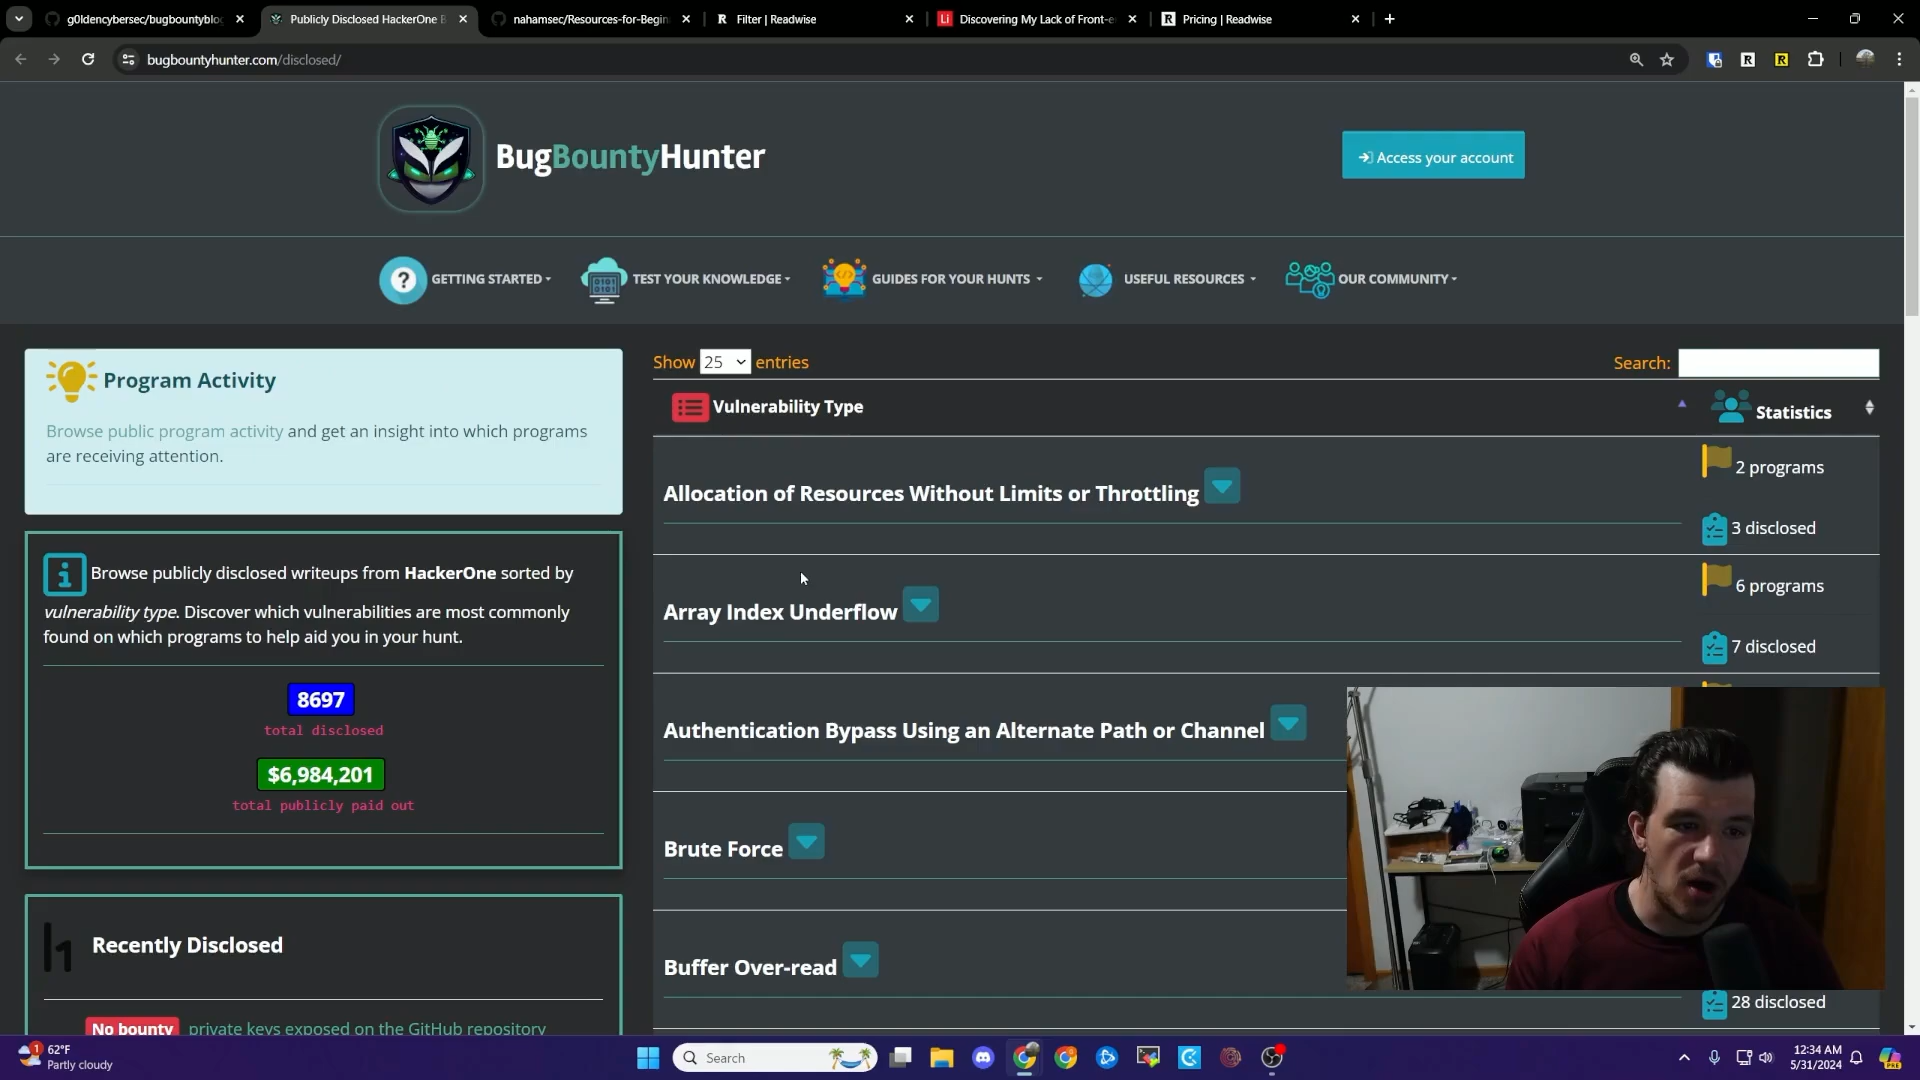 g0ldencybersec/bugbountyblo
Publicly Disclosed HackerOne B
nahamsec/Resources-for-Begin
Filter | Readwise
Discovering My Lack of Front-e
Pricing | Readwise
bugbountyhunter.com/disclosed/
BugBountyHunter
Access your account
GETTING STARTED
TEST YOUR KNOWLEDGE
GUIDES FOR YOUR HUNTS
USEFUL RESOURCES
OUR COMMUNITY
Program Activity
Browse public program activity and get an insight into which programs
are receiving attention.
Browse publicly disclosed writeups from HackerOne sorted by
vulnerability type. Discover which vulnerabilities are most commonly
found on which programs to help aid you in your hunt.
8697
total disclosed
$6,984,201
total publicly paid out
Recently Disclosed
No bounty private keys exposed on the GitHub repository
Show 25 entries
Search:
Vulnerability Type
Statistics
Allocation of Resources Without Limits or Throttling
2 programs
3 disclosed
Array Index Underflow
6 programs
7 disclosed
Authentication Bypass Using an Alternate Path or Channel
Brute Force
Buffer Over-read
28 disclosed
1
62°F
Partly cloudy
Search
12:34 AM
5/31/2024
PRE